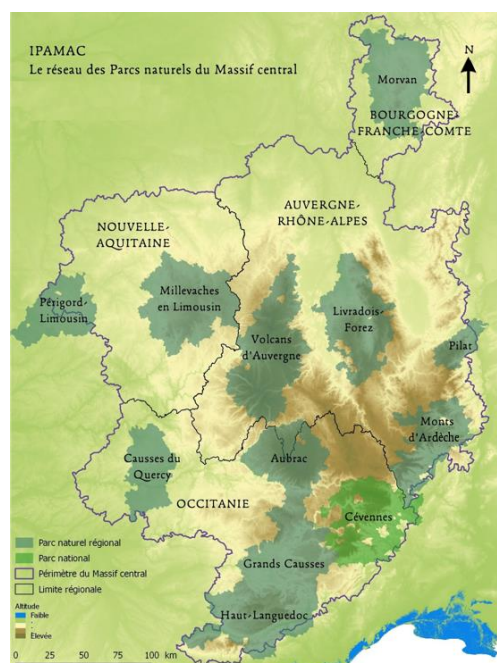 IPAMAC
Le réseau des Parcs naturels du Massif central
N
Morvan
BOURGOGNE-
FRANCHE-COMTE
AUVERGNE-
RHÔNE-ALPES
NOUVELLE-
AQUITAINE
Périgord-
Limousin
Millevaches
en Limousin
Livradois-
Forez
Volcans
d'Auvergne
Pilat
Monts
d'Ardèche
Aubrac
Causses du
Quercy
OCCITANIE
Cévennes
Grands Causses
Haut-Languedoc
Parc naturel régional
Parc national
Périmètre du Massif central
Limite régionale
Altitude
Faible
Elevée
0 25 50 75 100 km